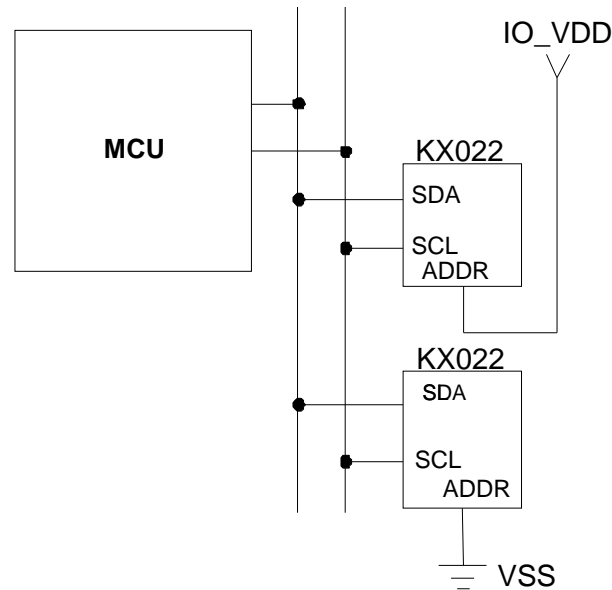 IO_VDD
MCU
KX022
SDA
SCL
ADDR
KX022
SDA
SCL
ADDR
VSS